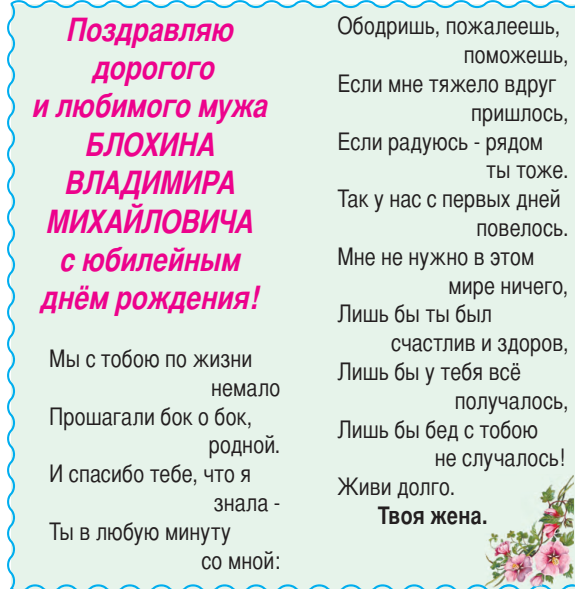 Поздравляю
дорогого
и любимого мужа
БЛОХИНА
ВЛАДИМИРА
МИХАЙЛОВИЧА
с юбилейным
днём рождения!
Мы с тобою по жизни
немало
Прошагали бок о бок,
родной.
И спасибо тебе, что я
знала -
Ты в любую минуту
со мной:
Ободришь, пожалеешь,
поможешь,
Если мне тяжело вдруг
пришлось,
Если радуюсь - рядом
ты тоже.
Так у нас с первых дней
повелось.
Мне не нужно в этом
мире ничего,
Лишь бы ты был
счастлив и здоров,
Лишь бы у тебя всё
получалось,
Лишь бы бед с тобою
не случалось!
Живи долго.
Твоя жена.